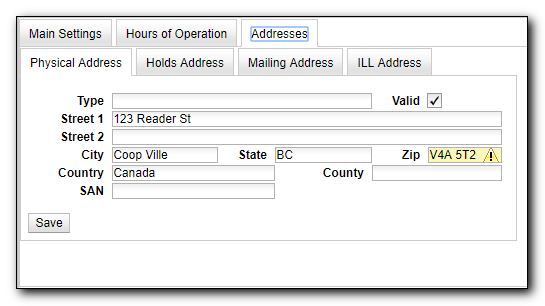 Main Settings Hours of Operation Addresses
Physical Address Holds Address Mailing Address ILL Address
Type Valid
Street 1 123 Reader St
Street 2
City Coop Ville State BC Zip V4A 5T2
Country Canada County
SAN
Save